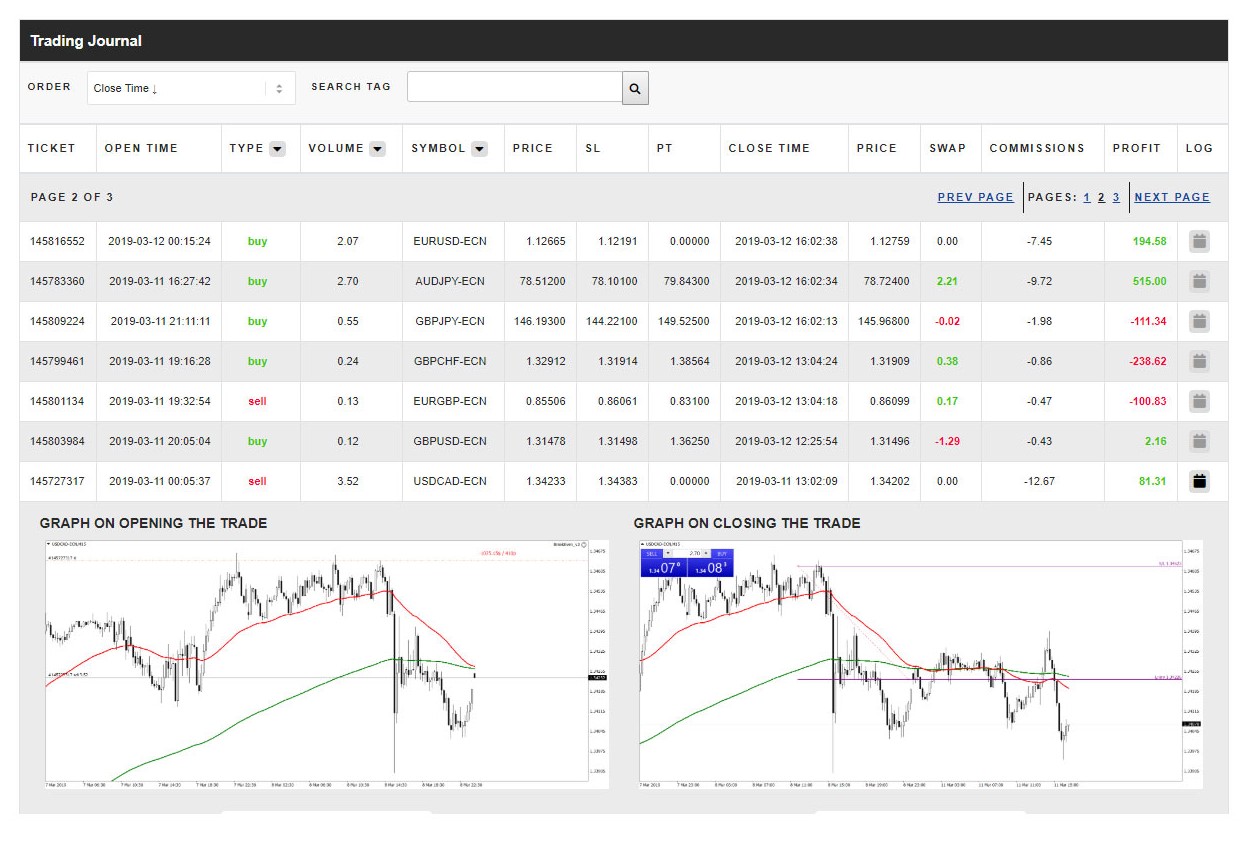 Trading Journal
ORDER Close Time ↓ SEARCH TAG
TICKET OPEN TIME TYPE VOLUME SYMBOL PRICE SL PT CLOSE TIME PRICE SWAP COMMISSIONS PROFIT LOG
PAGE 2 OF 3 PREV PAGE PAGES: 1 2 3 NEXT PAGE
145816552 2019-03-12 00:15:24 buy 2.07 EURUSD-ECN 1.12665 1.12191 0.00000 2019-03-12 16:02:38 1.12759 0.00 -7.45 194.58
145783360 2019-03-11 16:27:42 buy 2.70 AUDJPY-ECN 78.51200 78.10100 79.84300 2019-03-12 16:02:34 78.72400 2.21 -9.72 515.00
145809224 2019-03-11 21:11:11 buy 0.55 GBPJPY-ECN 146.19300 144.22100 149.52500 2019-03-12 16:02:13 145.96800 -0.02 -1.98 -111.34
145799461 2019-03-11 19:16:28 buy 0.24 GBPCHF-ECN 1.32912 1.31914 1.38564 2019-03-12 13:04:24 1.31909 0.38 -0.86 -238.62
145801134 2019-03-11 19:32:54 sell 0.13 EURGBP-ECN 0.85506 0.86061 0.83100 2019-03-12 13:04:18 0.86099 0.17 -0.47 -100.83
145803984 2019-03-11 20:05:04 buy 0.12 GBPUSD-ECN 1.31478 1.31498 1.36250 2019-03-12 12:25:54 1.31496 -1.29 -0.43 2.16
145727317 2019-03-11 00:05:37 sell 3.52 USDCAD-ECN 1.34233 1.34383 0.00000 2019-03-11 13:02:09 1.34202 0.00 -12.67 81.31
GRAPH ON OPENING THE TRADE GRAPH ON CLOSING THE TRADE
SELL 2.70 BUY
1.34 07 1.34 08